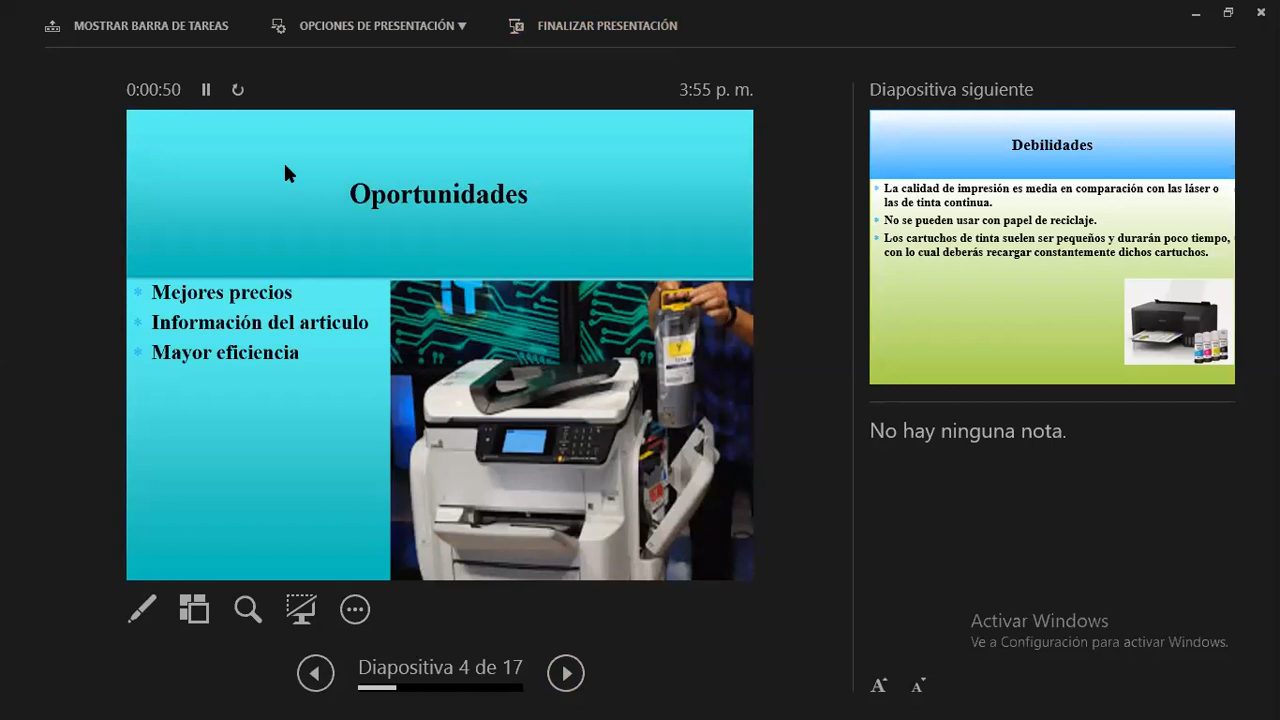 MOSTRAR BARRA DE TAREAS
OPCIONES DE PRESENTACIÓN ▼
FINALIZAR PRESENTACIÓN
0:00:50
3:55 p. m.
Oportunidades
Mejores precios
Información del articulo
Mayor eficiencia
IT
Diapositiva 4 de 17
Diapositiva siguiente
Debilidades
La calidad de impresión es media en comparación con las láser o
las de tinta continua.
No se pueden usar con papel de reciclaje.
Los cartuchos de tinta suelen ser pequeños y durarán poco tiempo,
con lo cual deberás recargar constantemente dichos cartuchos.
No hay ninguna nota.
Activar Windows
Ve a Configuración para activar Windows.
A
A